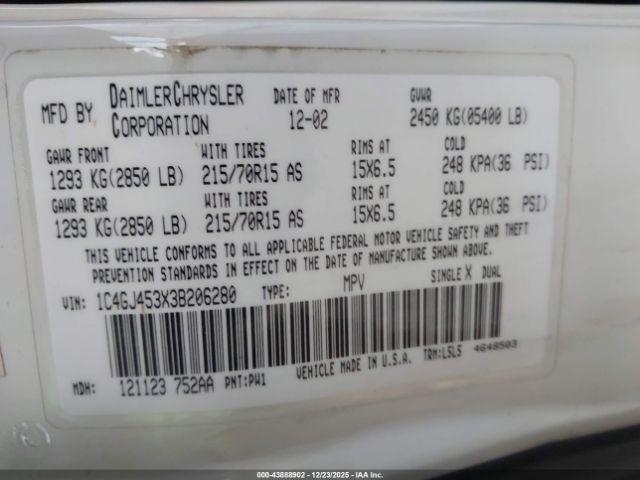 MFD BY DAIMLERCHRYSLER CORPORATION DATE OF MFR 12-02 GVWR 2450 KG(05400 LB)
GAWR FRONT WITH TIRES RIMS AT COLD
1293 KG(2850 LB) 215/70R15 AS 15X6.5 248 KPA(36 PSI)
GAWR REAR WITH TIRES RIMS AT COLD
1293 KG(2850 LB) 215/70R15 AS 15X6.5 248 KPA(36 PSI)
THIS VEHICLE CONFORMS TO ALL APPLICABLE FEDERAL MOTOR VEHICLE SAFETY AND THEFT
PREVENTION STANDARDS IN EFFECT ON THE DATE OF MANUFACTURE SHOWN ABOVE.
VIN: 1C4GJ453X3B206280 TYPE: MPV SINGLE X DUAL
MDH: 121123 752AA PNT:PW1 VEHICLE MADE IN U.S.A. TRM:LSLS 4648503
000-43888902 - 12/23/2025 - IAA, Inc.